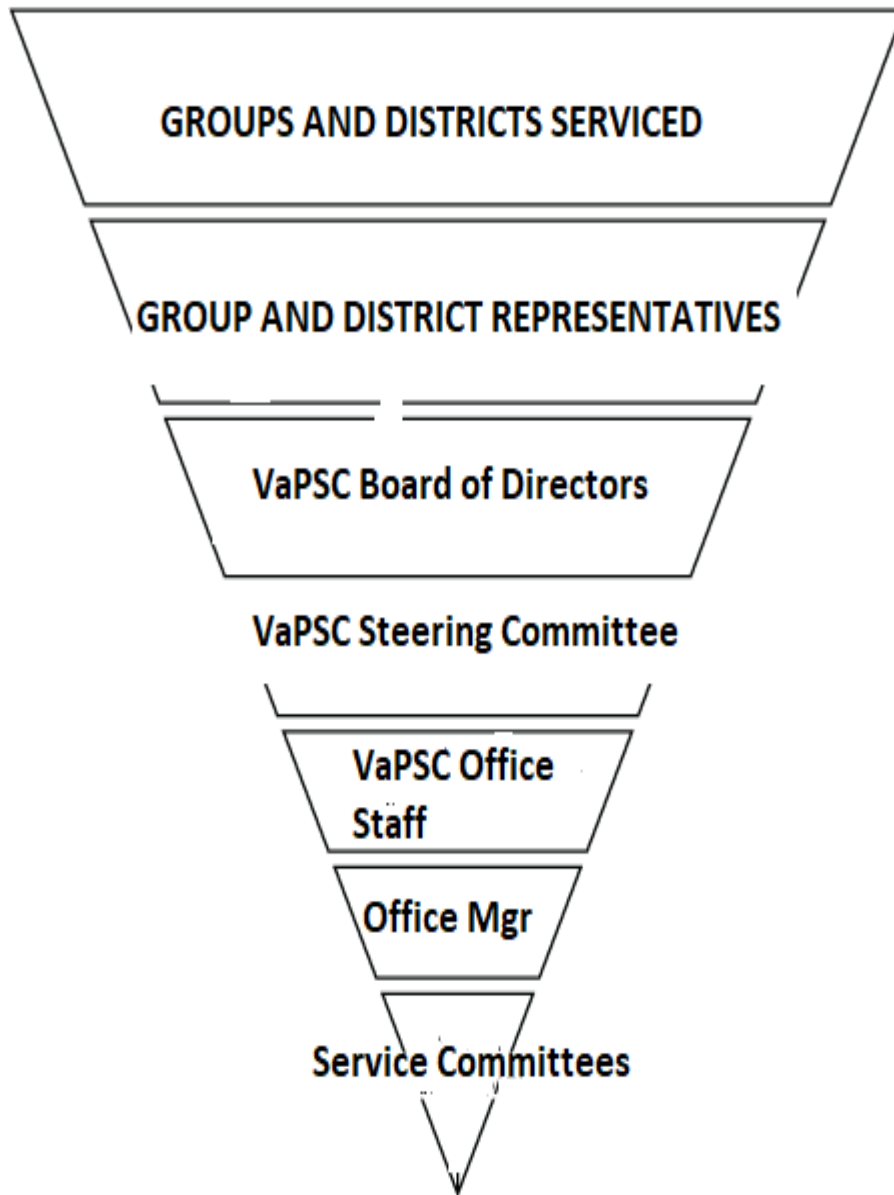 GROUPS AND DISTRICTS SERVICED
GROUP AND DISTRICT REPRESENTATIVES
VaPSC Board of Directors
VaPSC Steering Committee
VaPSC Office
Staff
Office Mgr
Service Committees